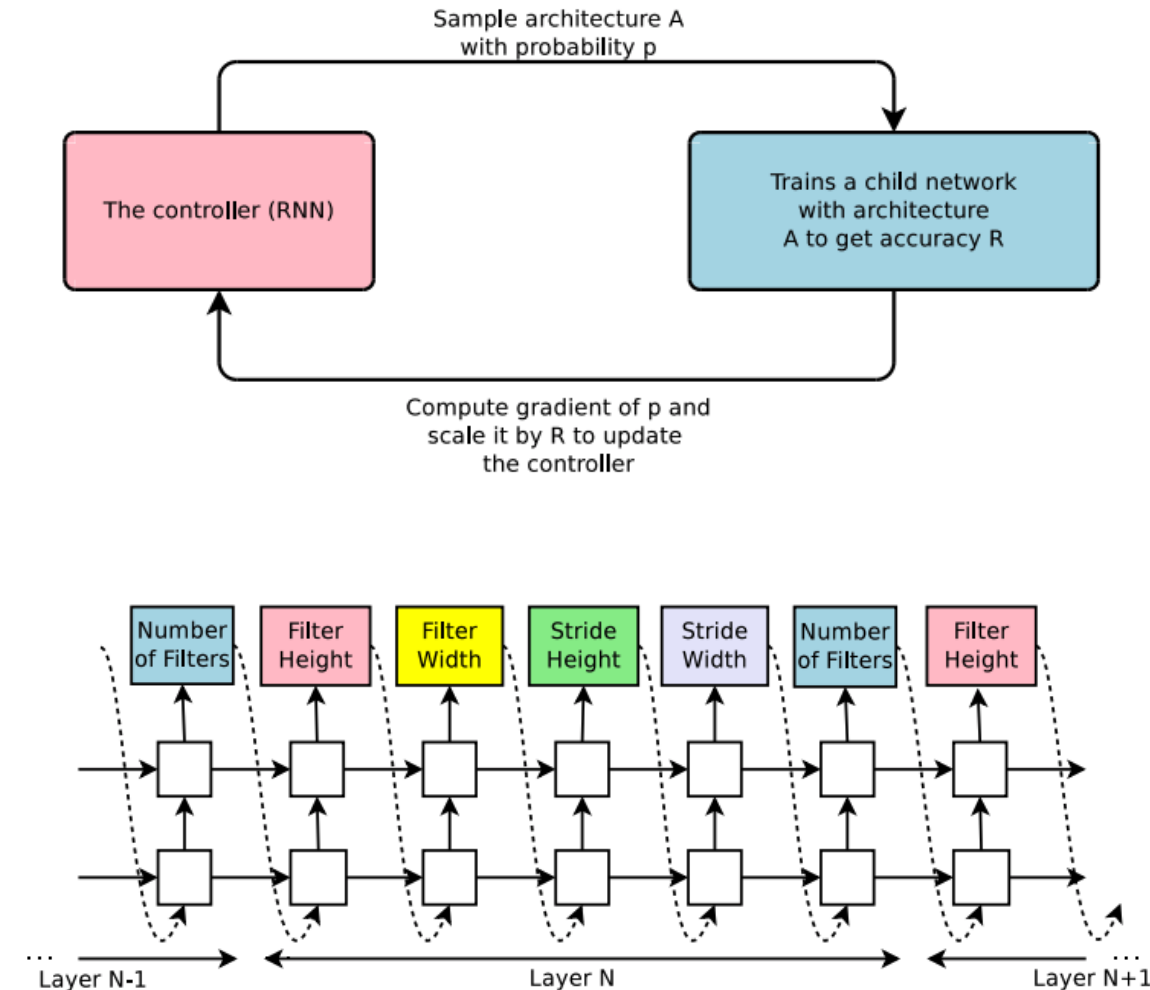 Sample architecture A
with probability p
The controller (RNN)
Trains a child network
with architecture
A to get accuracy R
Compute gradient of p and
scale it by R to update
the controller
Number
of Filters
Filter
Height
Filter
Width
Stride
Height
Stride
Width
Number
of Filters
Filter
Height
...
Layer N-1
Layer N
...
Layer N+1